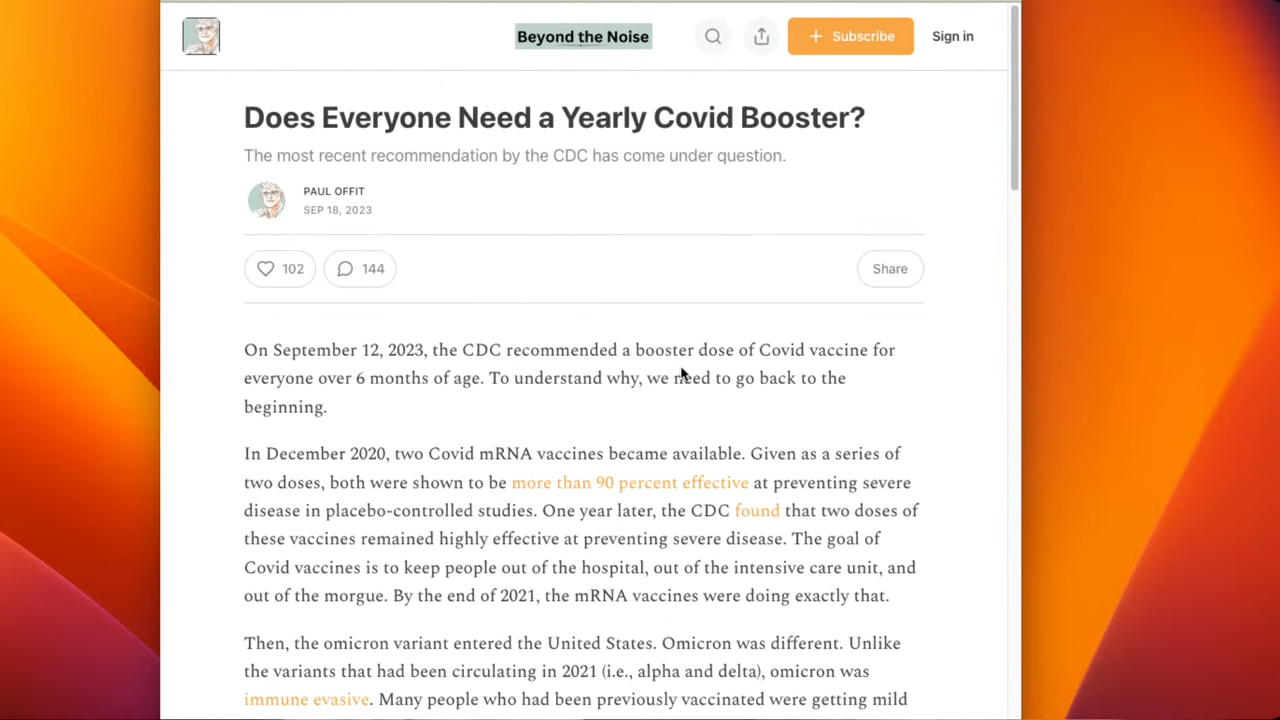 Beyond the Noise
+ Subscribe
Sign in
Does Everyone Need a Yearly Covid Booster?
The most recent recommendation by the CDC has come under question.
PAUL OFFIT
SEP 18, 2023
102
144
Share
On September 12, 2023, the CDC recommended a booster dose of Covid vaccine for
everyone over 6 months of age. To understand why, we need to go back to the
beginning.
In December 2020, two Covid mRNA vaccines became available. Given as a series of
two doses, both were shown to be more than 90 percent effective at preventing severe
disease in placebo-controlled studies. One year later, the CDC found that two doses of
these vaccines remained highly effective at preventing severe disease. The goal of
Covid vaccines is to keep people out of the hospital, out of the intensive care unit, and
out of the morgue. By the end of 2021, the mRNA vaccines were doing exactly that.
Then, the omicron variant entered the United States. Omicron was different. Unlike
the variants that had been circulating in 2021 (i.e., alpha and delta), omicron was
immune evasive. Many people who had been previously vaccinated were getting mild